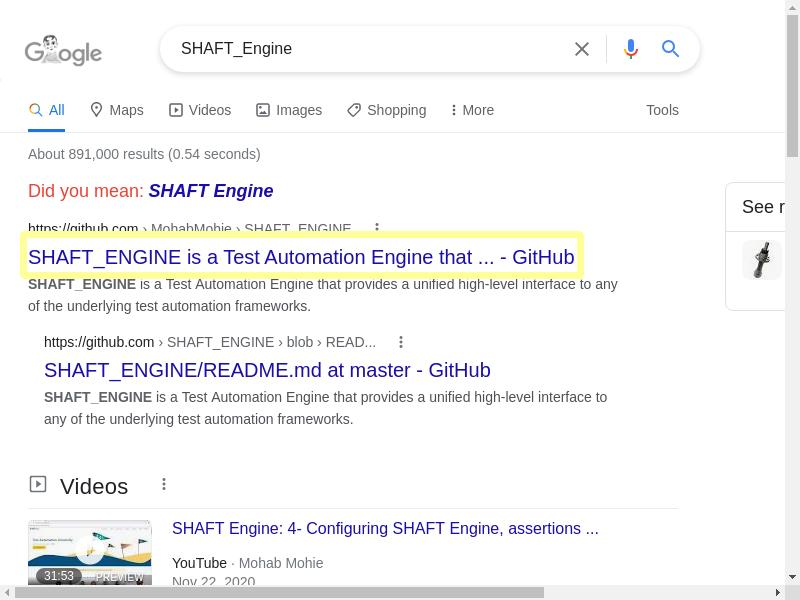 Google
SHAFT_Engine
All Maps Videos Images Shopping More Tools
About 891,000 results (0.54 seconds)
Did you mean: SHAFT Engine
https://github.com › MohabMohie › SHAFT_ENGINE
SHAFT_ENGINE is a Test Automation Engine that ... - GitHub
See r
SHAFT_ENGINE is a Test Automation Engine that provides a unified high-level interface to any
of the underlying test automation frameworks.
https://github.com › SHAFT_ENGINE › blob › READ...
SHAFT_ENGINE/README.md at master - GitHub
SHAFT_ENGINE is a Test Automation Engine that provides a unified high-level interface to
any of the underlying test automation frameworks.
Videos
SHAFT Engine: 4- Configuring SHAFT Engine, assertions ...
YouTube · Mohab Mohie
31:53 PREVIEW
Nov 22, 2020